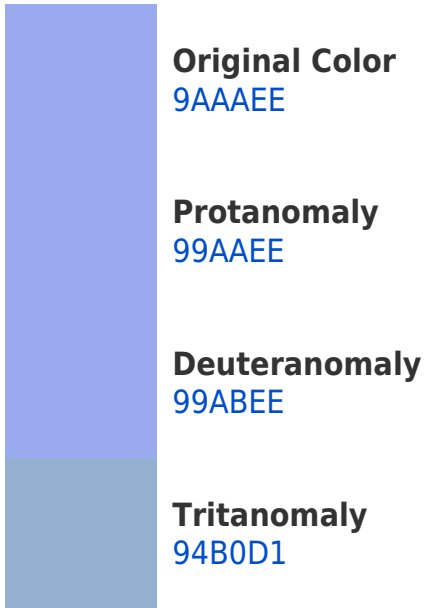 Original Color
9AAAEE
Protanomaly
99AAEE
Deuteranomaly
99ABEE
Tritanomaly
94B0D1